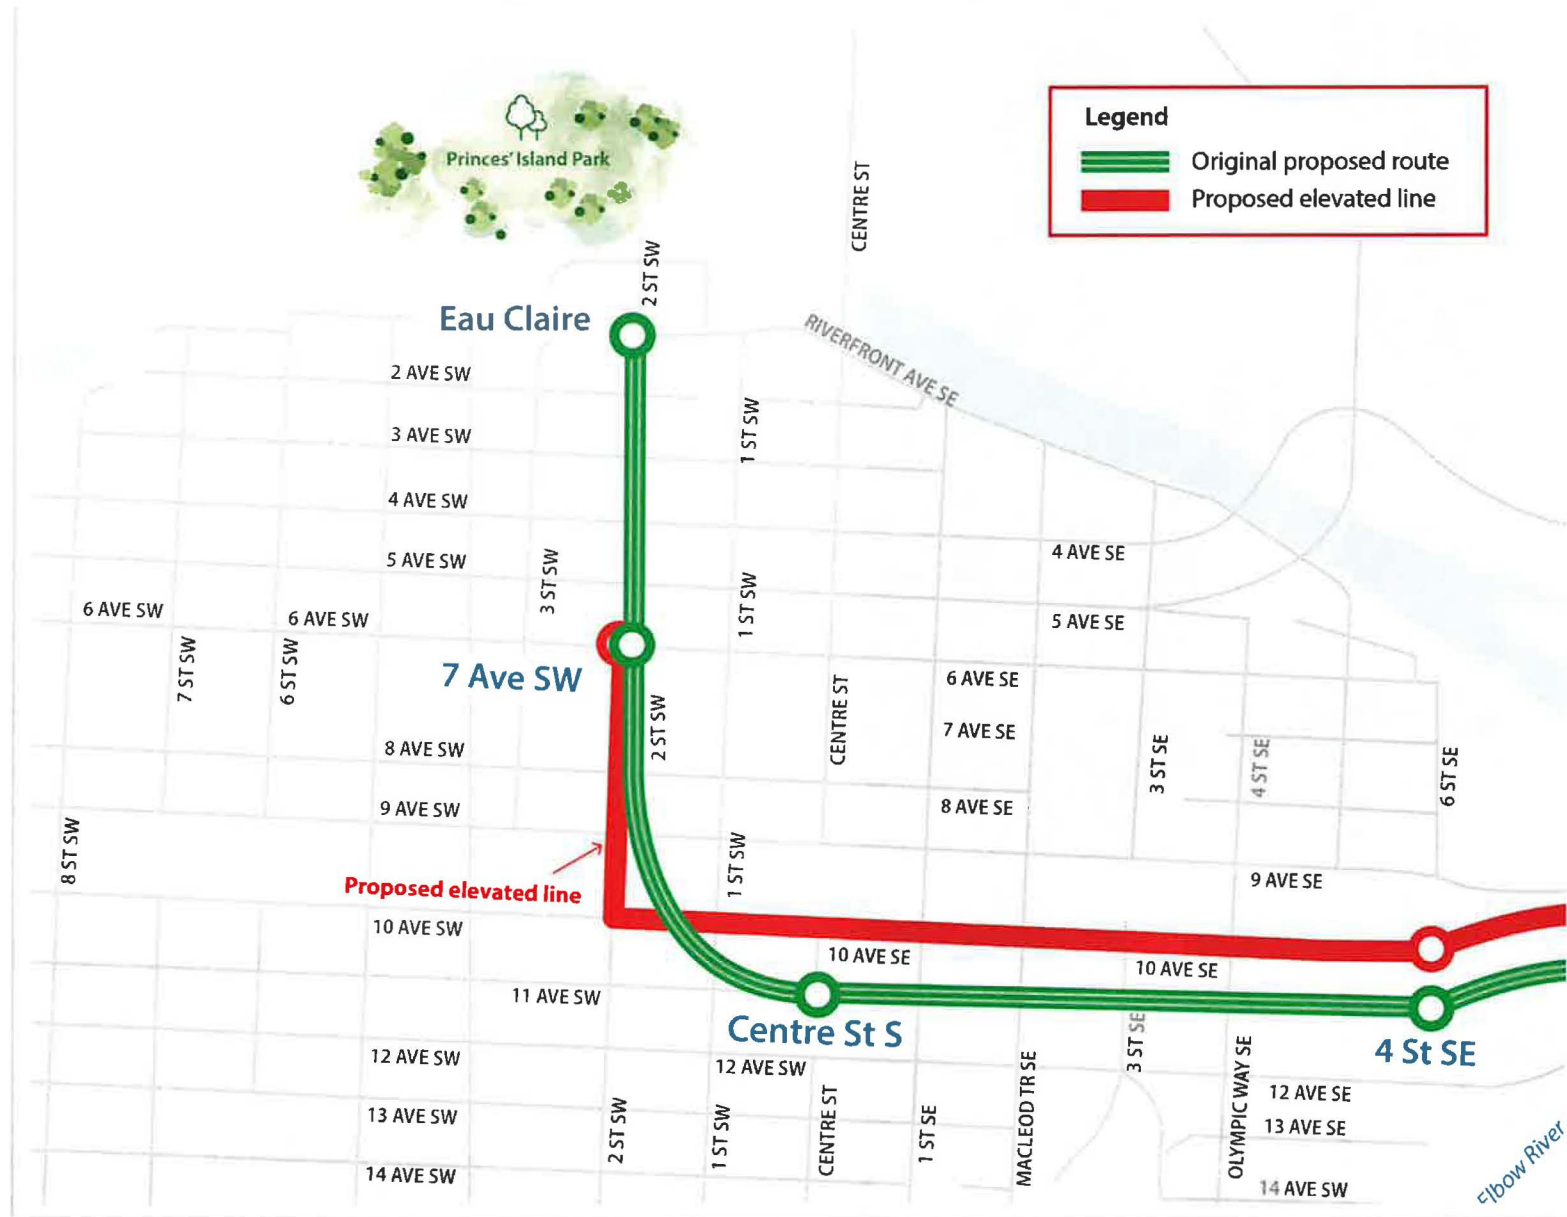 Legend
Original proposed route
Proposed elevated line
Princes' Island Park
CENTRE ST
2 ST SW
Eau Claire
RIVERFRONT AVE SE
2 AVE SW
3 AVE SW
1 ST SW
4 AVE SW
4 AVE SE
5 AVE SW
3 ST SW
1 ST SW
6 AVE SW
6 AVE SW
5 AVE SE
7 ST SW
6 ST SW
7 Ave SW
6 AVE SE
2 ST SW
CENTRE ST
7 AVE SE
8 AVE SW
3 ST SE
4 ST SE
6 ST SE
9 AVE SW
8 AVE SE
8 ST SW
1 ST SW
Proposed elevated line
9 AVE SE
10 AVE SW
10 AVE SE
10 AVE SE
11 AVE SW
Centre St S
3 ST SE
4 St SE
12 AVE SW
12 AVE SW
12 AVE SE
13 AVE SW
2 ST SW
1 ST SW
CENTRE ST
1 ST SE
MACLEOD TR SE
OLYMPIC WAY SE
13 AVE SE
14 AVE SW
14 AVE SW
Elbow River